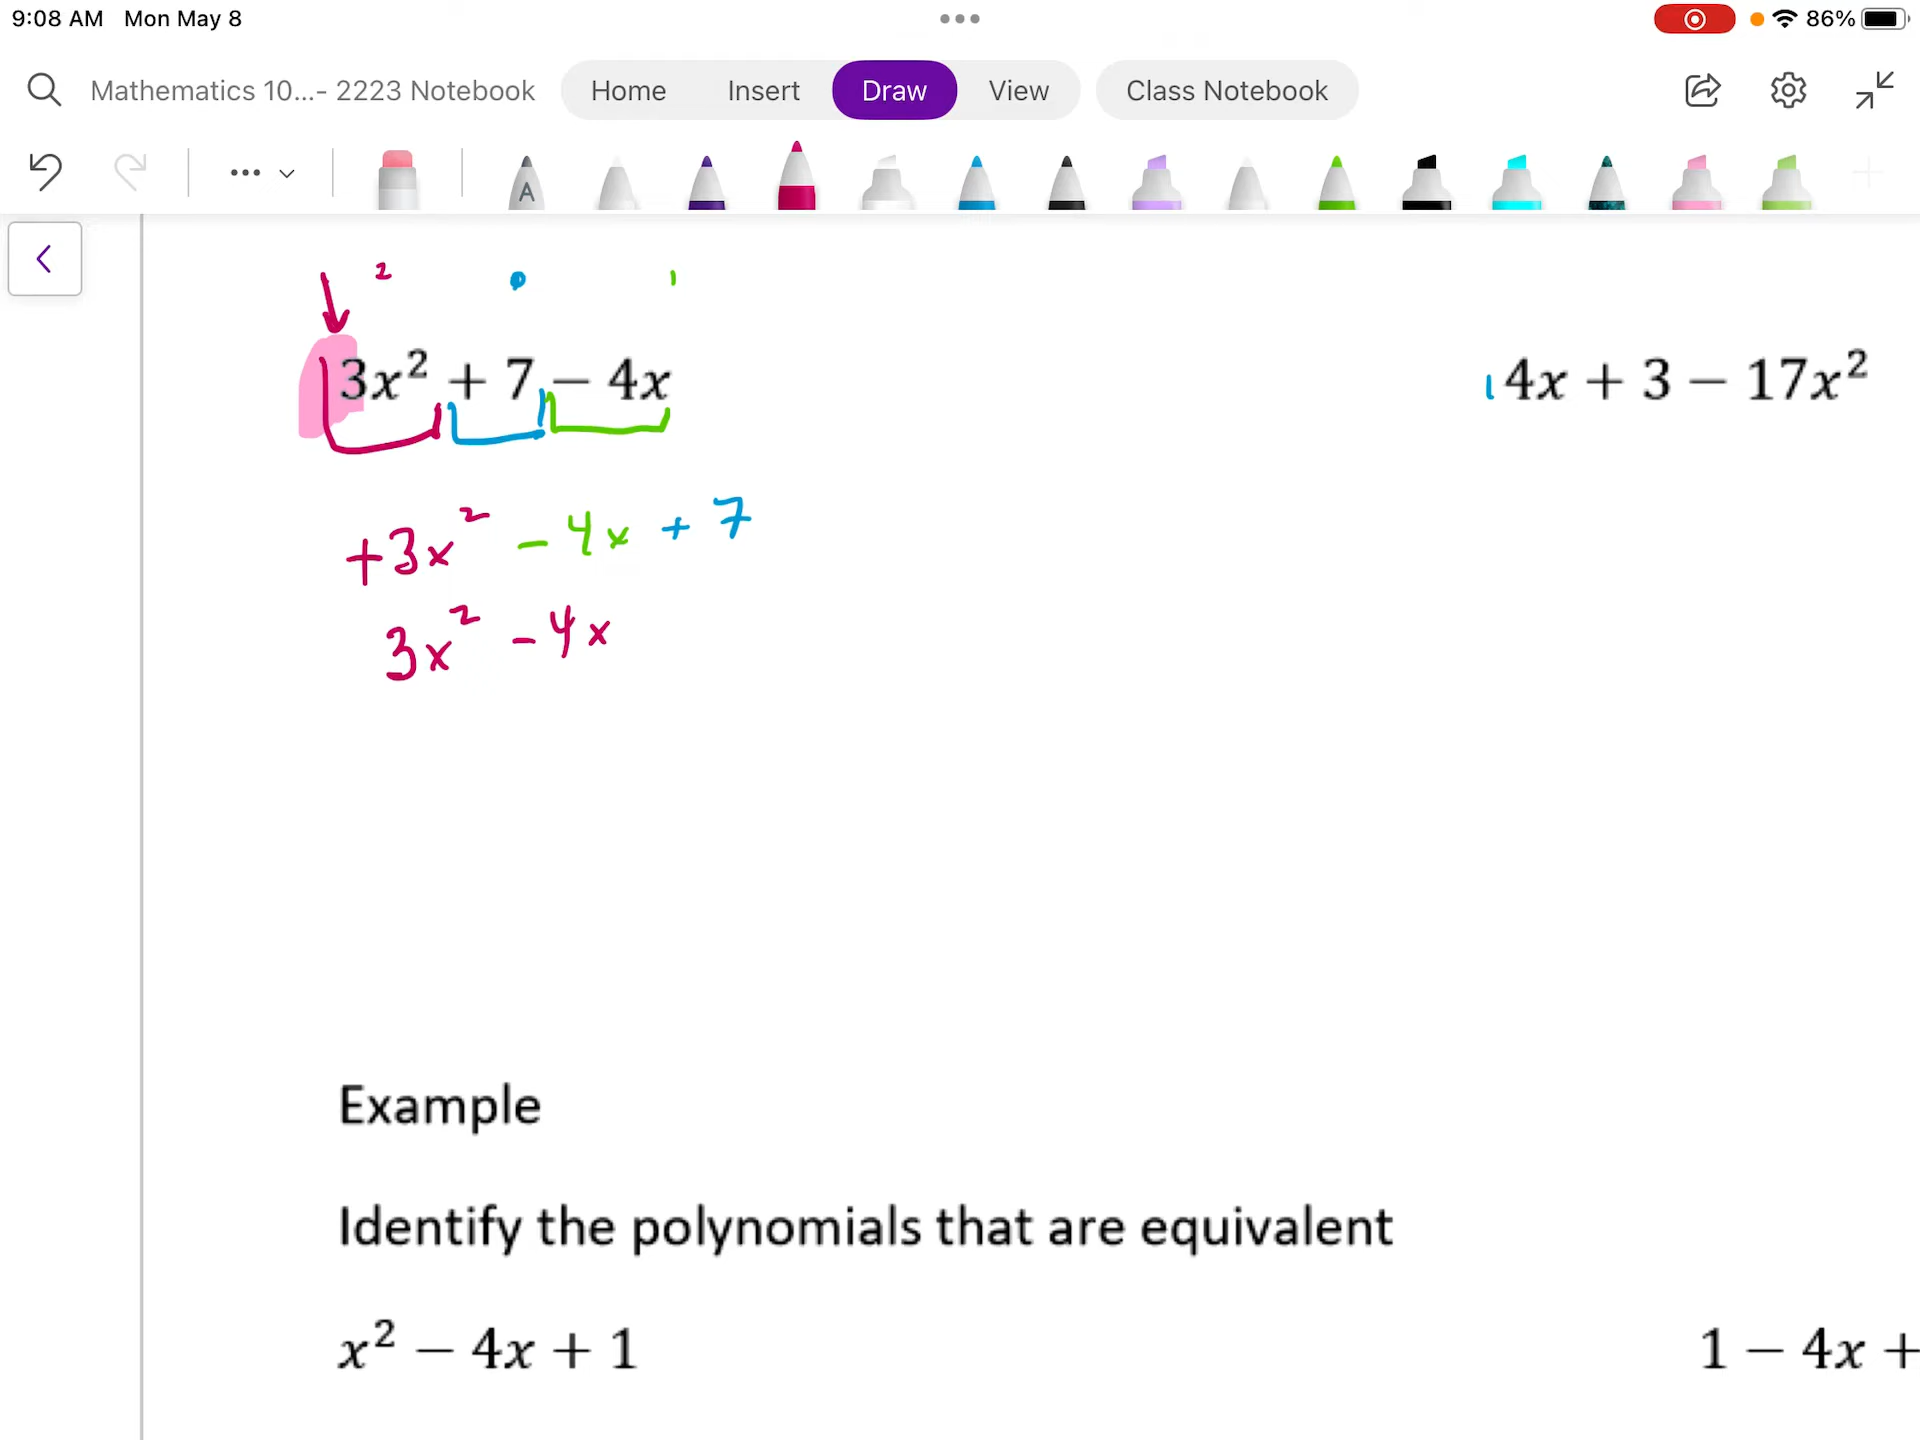 9:08 AM Mon May 8
86%
Mathematics 10...- 2223 Notebook Home Insert Draw View Class Notebook
A
2 0 1
3x² + 7 − 4x
14x + 3 − 17x²
+3x² − 4x + 7
3x² − 4x
Example
Identify the polynomials that are equivalent
x² − 4x + 1
1 − 4x +